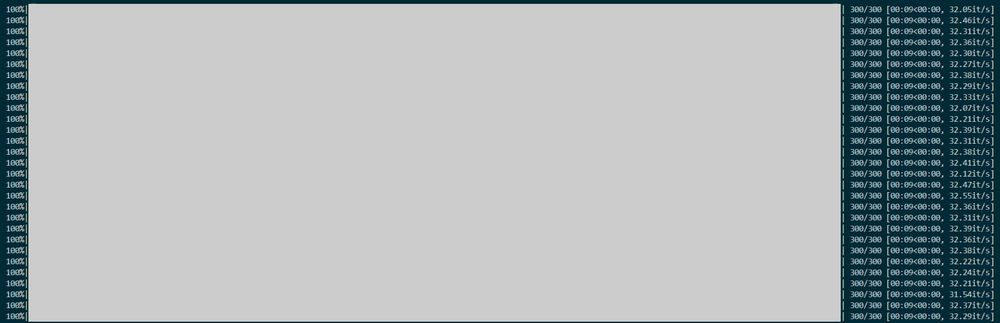 100%| | 300/300 [00:09<00:00, 32.05it/s]
100%| | 300/300 [00:09<00:00, 32.46it/s]
100%| | 300/300 [00:09<00:00, 32.31it/s]
100%| | 300/300 [00:09<00:00, 32.36it/s]
100%| | 300/300 [00:09<00:00, 32.30it/s]
100%| | 300/300 [00:09<00:00, 32.27it/s]
100%| | 300/300 [00:09<00:00, 32.38it/s]
100%| | 300/300 [00:09<00:00, 32.29it/s]
100%| | 300/300 [00:09<00:00, 32.33it/s]
100%| | 300/300 [00:09<00:00, 32.07it/s]
100%| | 300/300 [00:09<00:00, 32.21it/s]
100%| | 300/300 [00:09<00:00, 32.39it/s]
100%| | 300/300 [00:09<00:00, 32.31it/s]
100%| | 300/300 [00:09<00:00, 32.38it/s]
100%| | 300/300 [00:09<00:00, 32.41it/s]
100%| | 300/300 [00:09<00:00, 32.12it/s]
100%| | 300/300 [00:09<00:00, 32.47it/s]
100%| | 300/300 [00:09<00:00, 32.55it/s]
100%| | 300/300 [00:09<00:00, 32.36it/s]
100%| | 300/300 [00:09<00:00, 32.31it/s]
100%| | 300/300 [00:09<00:00, 32.39it/s]
100%| | 300/300 [00:09<00:00, 32.36it/s]
100%| | 300/300 [00:09<00:00, 32.38it/s]
100%| | 300/300 [00:09<00:00, 32.22it/s]
100%| | 300/300 [00:09<00:00, 32.24it/s]
100%| | 300/300 [00:09<00:00, 32.21it/s]
100%| | 300/300 [00:09<00:00, 31.54it/s]
100%| | 300/300 [00:09<00:00, 32.37it/s]
100%| | 300/300 [00:09<00:00, 32.29it/s]